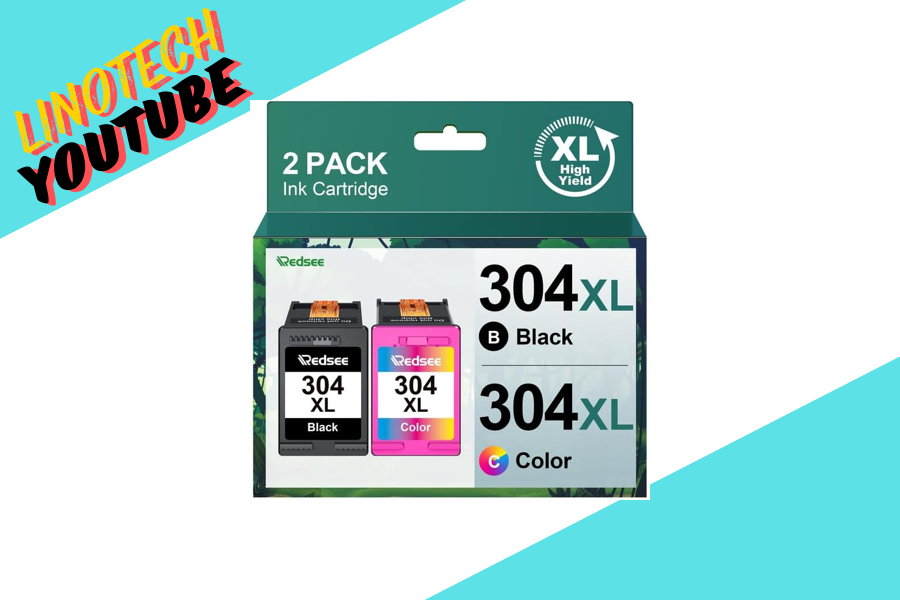 LINOTECH
YOUTUBE
2 PACK
Ink Cartridge
XL
High
Yield
Redsee
304XL
B Black
304XL
C Color
Redsee
304
XL
Black
Redsee
304
XL
Color